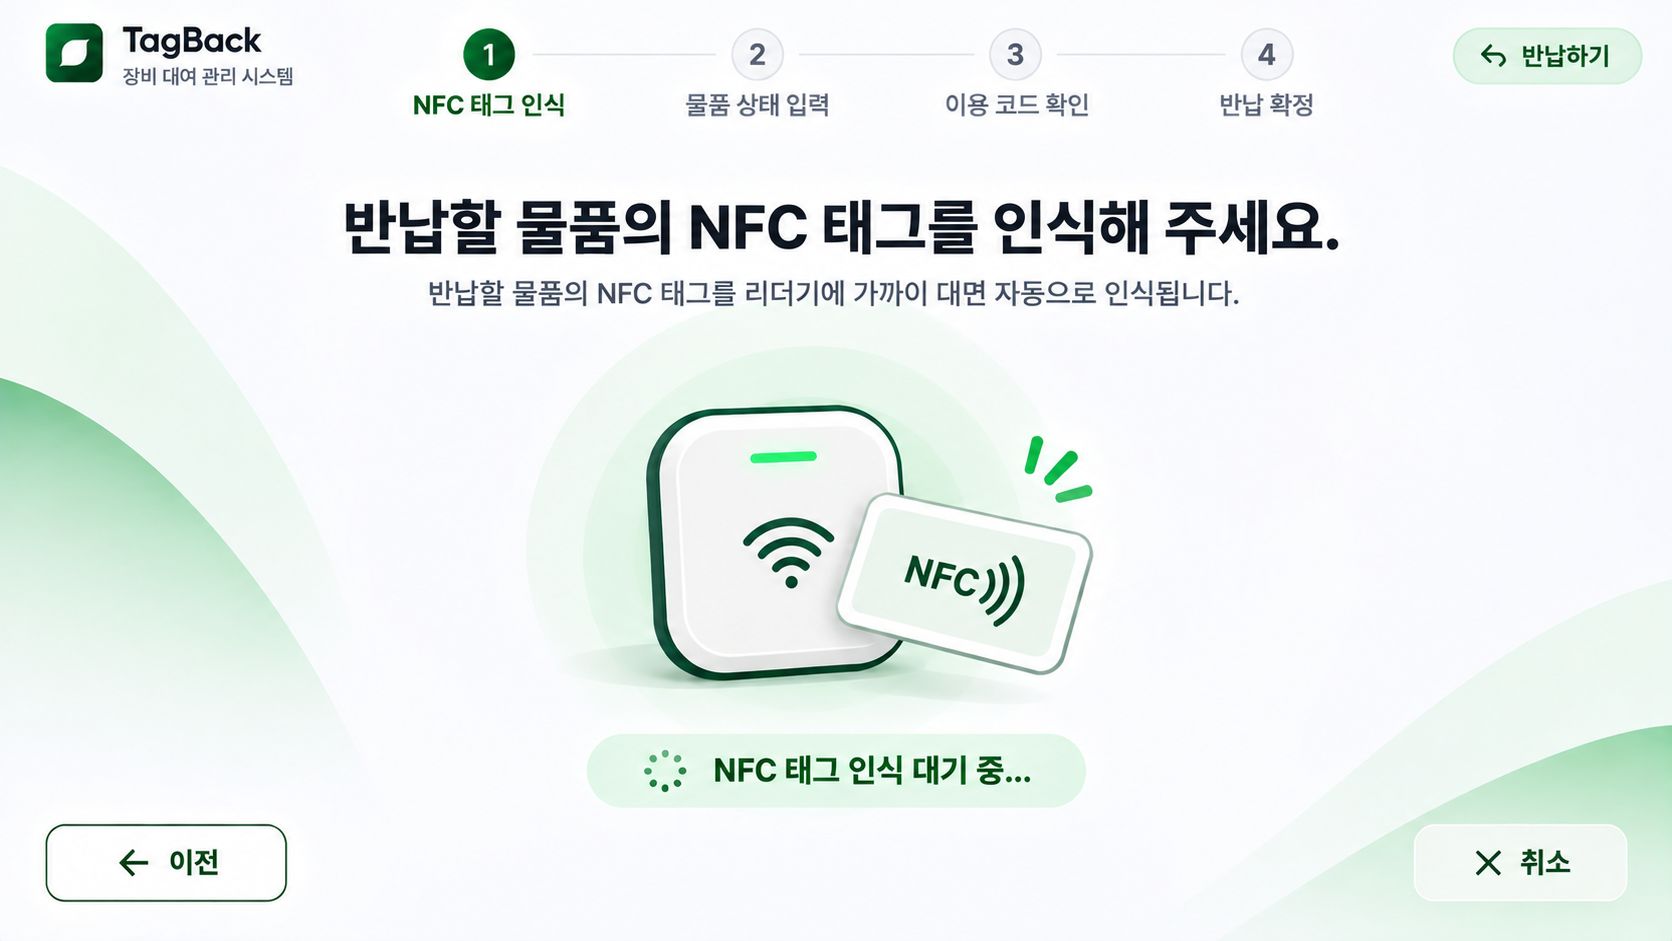 TagBack
장비 대여 관리 시스템
1
NFC 태그 인식
2
물품 상태 입력
3
이용 코드 확인
4
반납 확정
반납하기
반납할 물품의 NFC 태그를 인식해 주세요.
반납할 물품의 NFC 태그를 리더기에 가까이 대면 자동으로 인식됩니다.
NFC
NFC 태그 인식 대기 중...
이전
취소